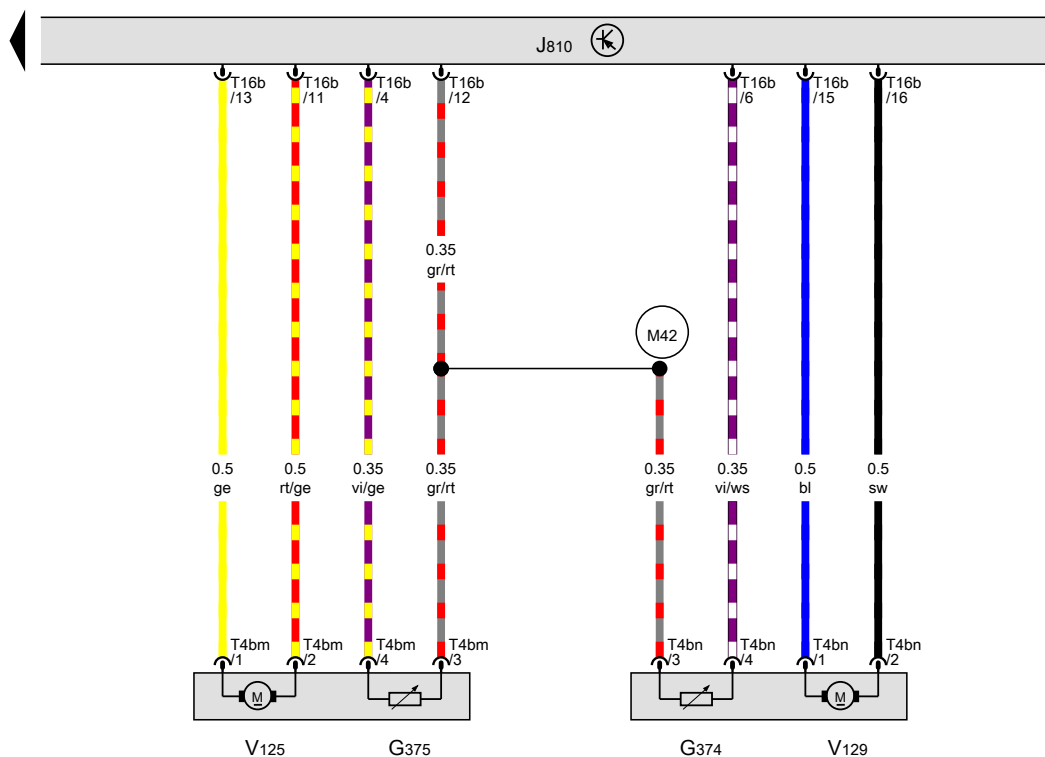 J810
T16b
/13
T16b
/11
T16b
/4
T16b
/12
T16b
/6
T16b
/15
T16b
/16
0.35
gr/rt
M42
0.5
ge
0.5
rt/ge
0.35
vi/ge
0.35
gr/rt
0.35
gr/rt
0.35
vi/ws
0.5
bl
0.5
sw
T4bm
/1
T4bm
/2
T4bm
/4
T4bm
/3
T4bn
/3
T4bn
/4
T4bn
/1
T4bn
/2
M
M
V125
G375
G374
V129